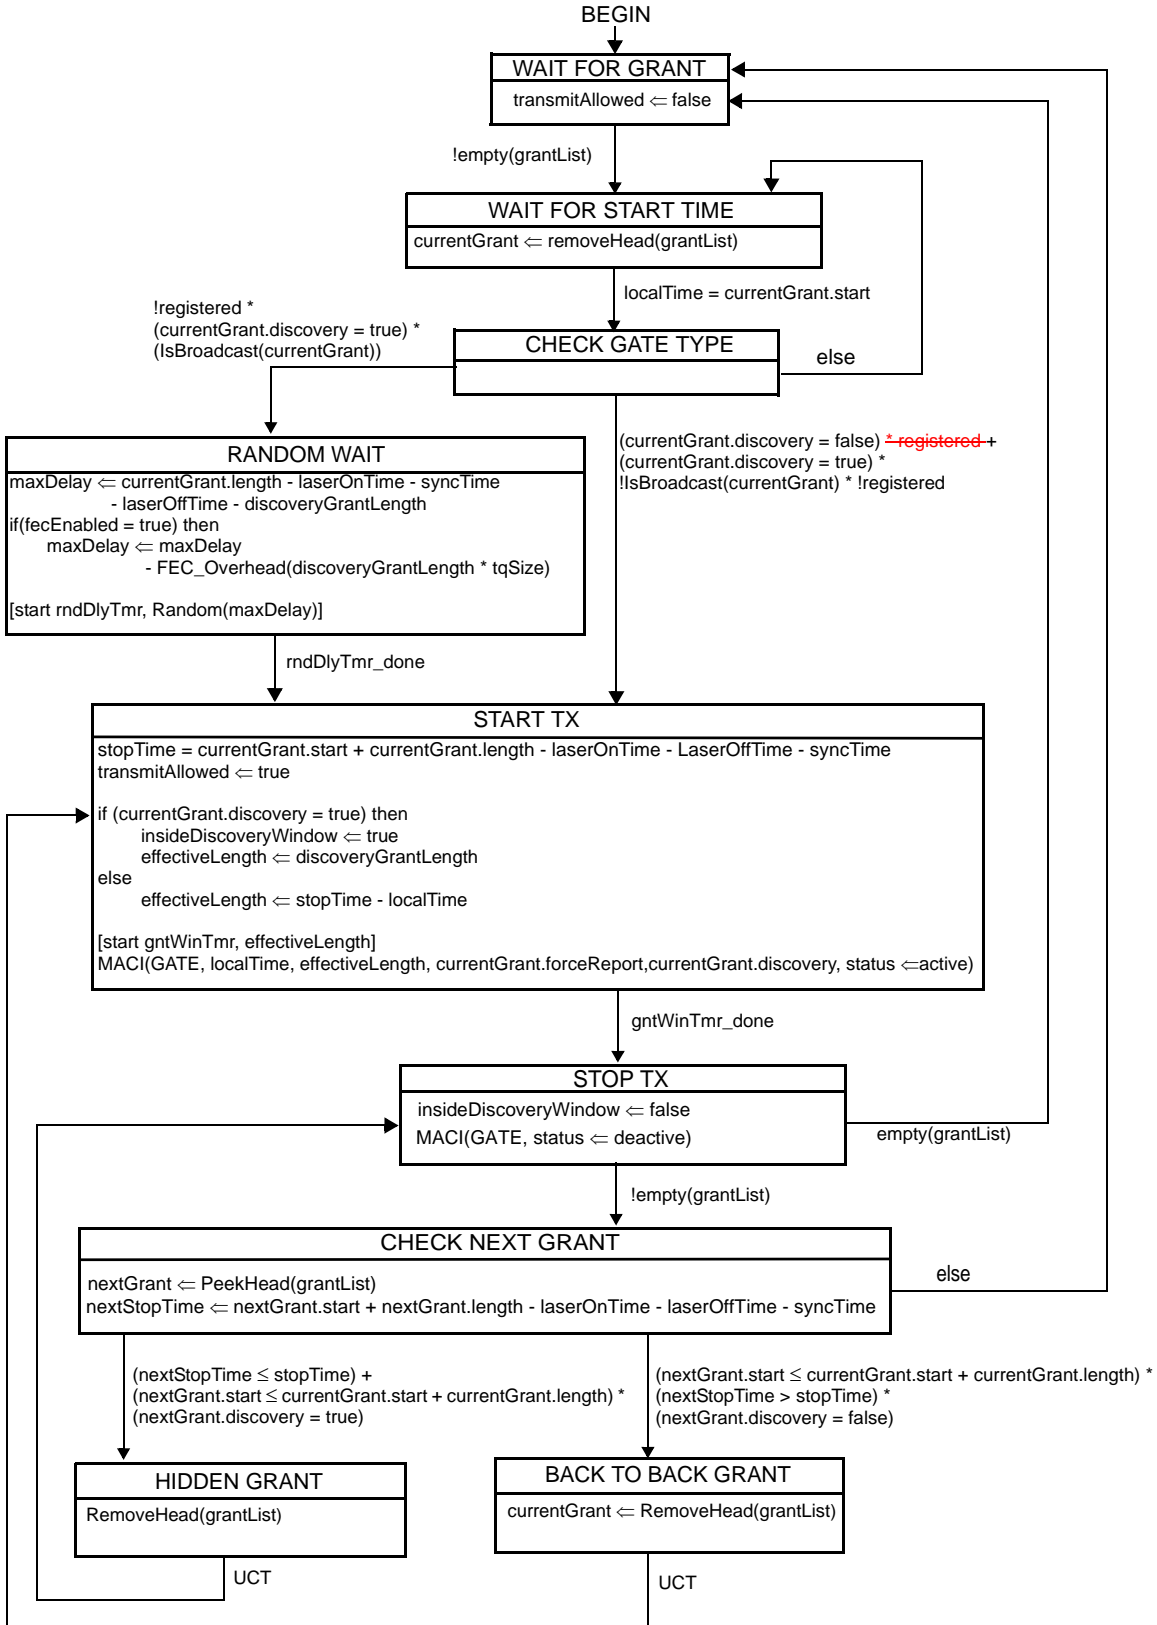 BEGIN
WAIT FOR GRANT
transmitAllowed ⇐ false
!empty(grantList)
WAIT FOR START TIME
currentGrant ⇐ removeHead(grantList)
localTime = currentGrant.start
!registered *
(currentGrant.discovery = true) *
(IsBroadcast(currentGrant))
CHECK GATE TYPE
else
(currentGrant.discovery = false) * registered +
(currentGrant.discovery = true) *
!IsBroadcast(currentGrant) * !registered
RANDOM WAIT
maxDelay ⇐ currentGrant.length - laserOnTime - syncTime
- laserOffTime - discoveryGrantLength
if(fecEnabled = true) then
maxDelay ⇐ maxDelay
- FEC_Overhead(discoveryGrantLength * tqSize)
[start rndDlyTmr, Random(maxDelay)]
rndDlyTmr_done
START TX
stopTime = currentGrant.start + currentGrant.length - laserOnTime - LaserOffTime - syncTime
transmitAllowed ⇐ true
if (currentGrant.discovery = true) then
insideDiscoveryWindow ⇐ true
effectiveLength ⇐ discoveryGrantLength
else
effectiveLength ⇐ stopTime - localTime
[start gntWinTmr, effectiveLength]
MACI(GATE, localTime, effectiveLength, currentGrant.forceReport,currentGrant.discovery, status ⇐active)
gntWinTmr_done
STOP TX
insideDiscoveryWindow ⇐ false
MACI(GATE, status ⇐ deactive)
empty(grantList)
!empty(grantList)
CHECK NEXT GRANT
nextGrant ⇐ PeekHead(grantList)
nextStopTime ⇐ nextGrant.start + nextGrant.length - laserOnTime - laserOffTime - syncTime
else
(nextStopTime ≤ stopTime) +
(nextGrant.start ≤ currentGrant.start + currentGrant.length) *
(nextGrant.discovery = true)
(nextGrant.start ≤ currentGrant.start + currentGrant.length) *
(nextStopTime > stopTime) *
(nextGrant.discovery = false)
HIDDEN GRANT
RemoveHead(grantList)
UCT
BACK TO BACK GRANT
currentGrant ⇐ RemoveHead(grantList)
UCT